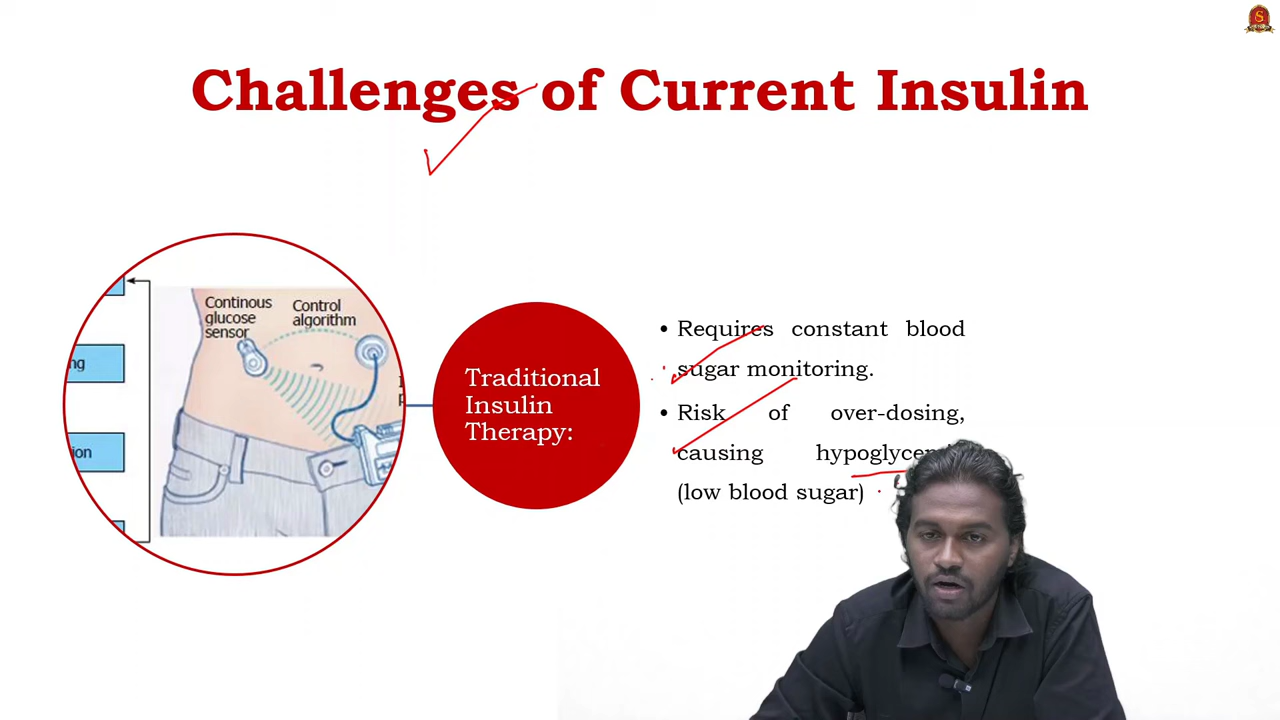 Challenges of Current Insulin
Continous
glucose
sensor
Control
algorithm
Traditional
Insulin
Therapy:
• Requires constant blood
sugar monitoring.
• Risk of over-dosing,
causing
(low blood sugar)